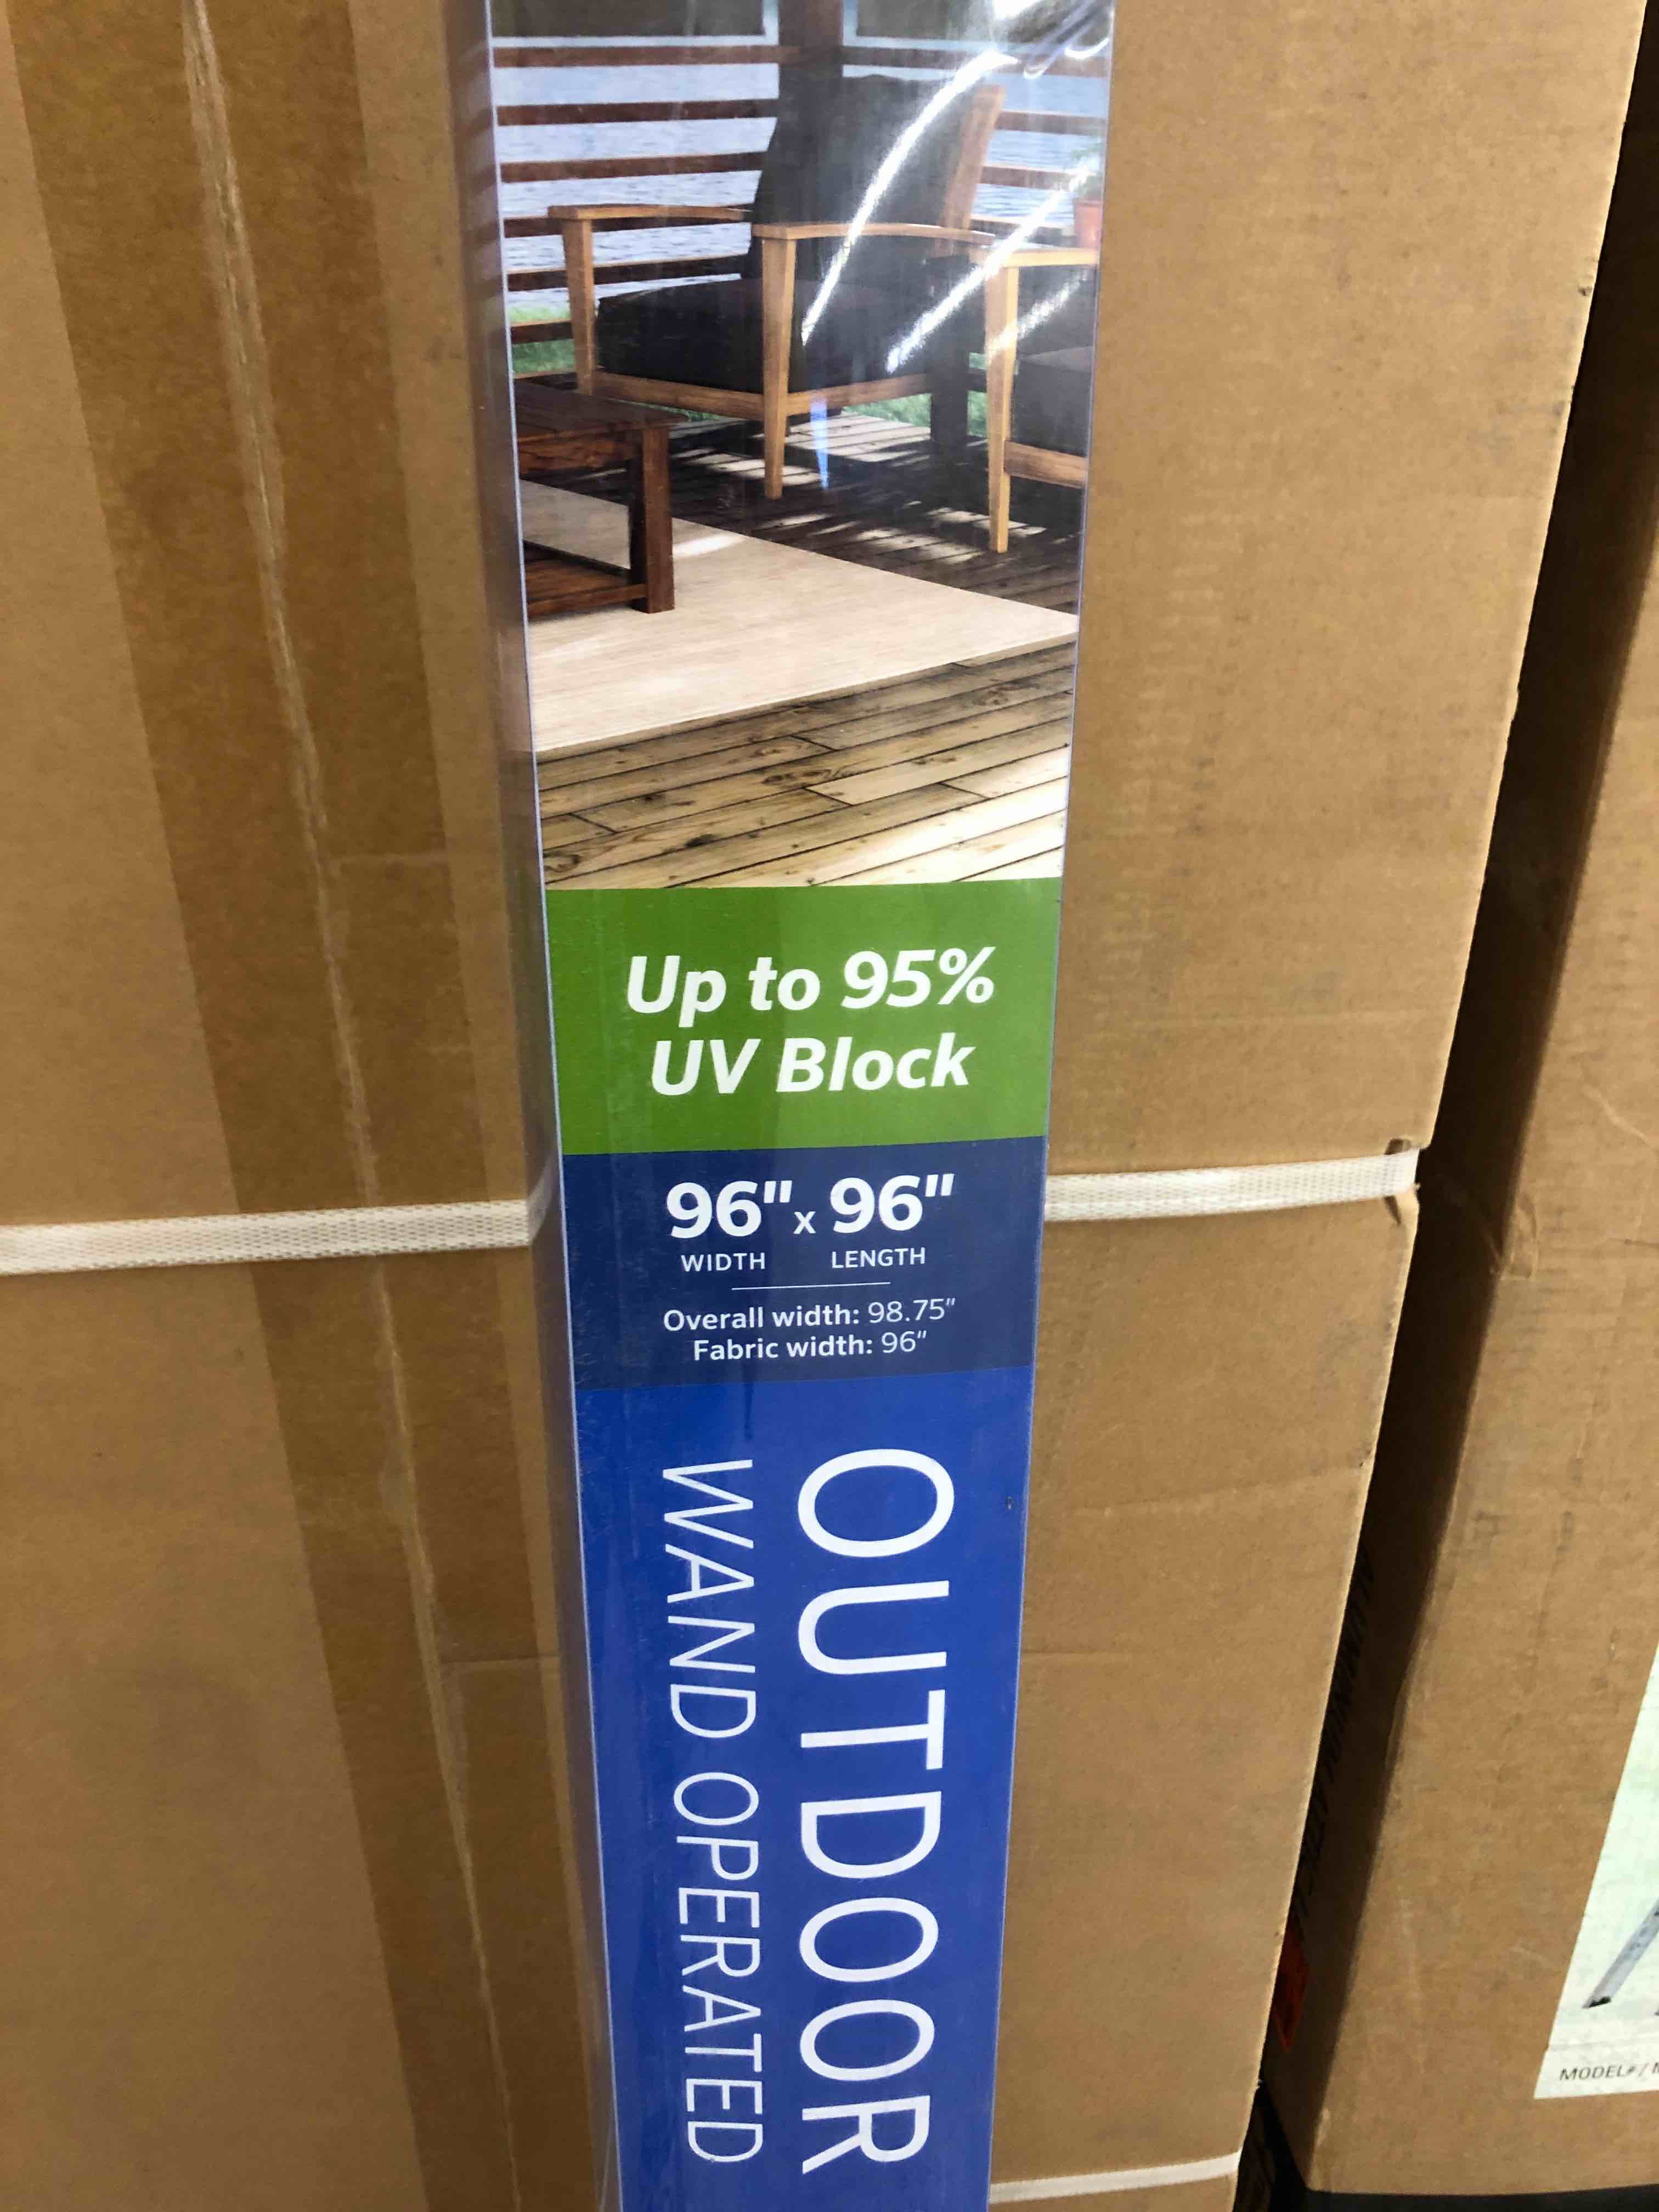 Up to 95%
UV Block
96" x 96"
WIDTH LENGTH
Overall width: 98.75"
Fabric width: 96"
OUTDOOR
WAND OPERATED
MODEL#/